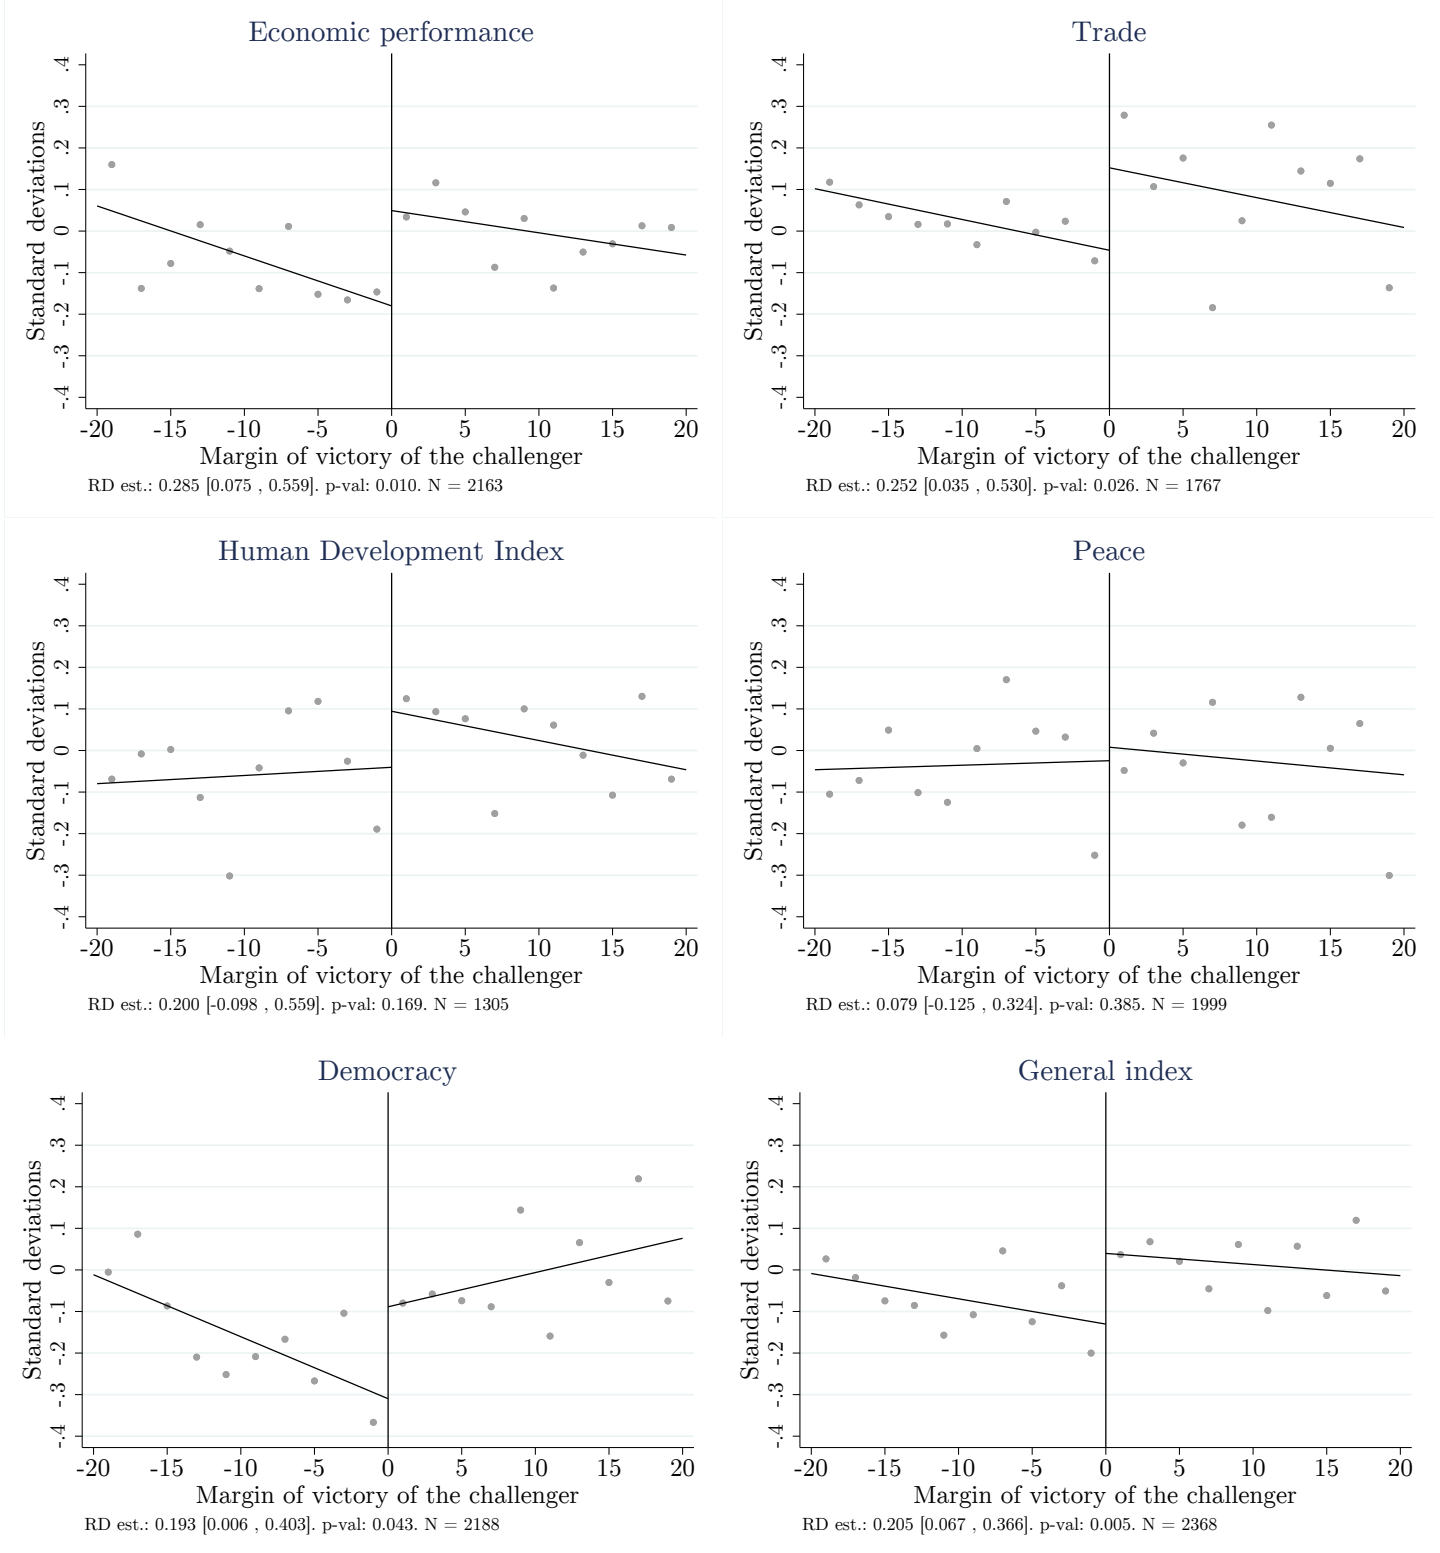 Economic performance
Standard deviations
.4
.3
.2
.1
0
-.1
-.2
-.3
-.4
-20 -15 -10 -5 0 5 10 15 20
Margin of victory of the challenger
RD est.: 0.285 [0.075 , 0.559]. p-val: 0.010. N = 2163
Trade
Standard deviations
.4
.3
.2
.1
0
-.1
-.2
-.3
-.4
-20 -15 -10 -5 0 5 10 15 20
Margin of victory of the challenger
RD est.: 0.252 [0.035 , 0.530]. p-val: 0.026. N = 1767
Human Development Index
Standard deviations
.4
.3
.2
.1
0
-.1
-.2
-.3
-.4
-20 -15 -10 -5 0 5 10 15 20
Margin of victory of the challenger
RD est.: 0.200 [-0.098 , 0.559]. p-val: 0.169. N = 1305
Peace
Standard deviations
.4
.3
.2
.1
0
-.1
-.2
-.3
-.4
-20 -15 -10 -5 0 5 10 15 20
Margin of victory of the challenger
RD est.: 0.079 [-0.125 , 0.324]. p-val: 0.385. N = 1999
Democracy
Standard deviations
.4
.3
.2
.1
0
-.1
-.2
-.3
-.4
-20 -15 -10 -5 0 5 10 15 20
Margin of victory of the challenger
RD est.: 0.193 [0.006 , 0.403]. p-val: 0.043. N = 2188
General index
Standard deviations
.4
.3
.2
.1
0
-.1
-.2
-.3
-.4
-20 -15 -10 -5 0 5 10 15 20
Margin of victory of the challenger
RD est.: 0.205 [0.067 , 0.366]. p-val: 0.005. N = 2368